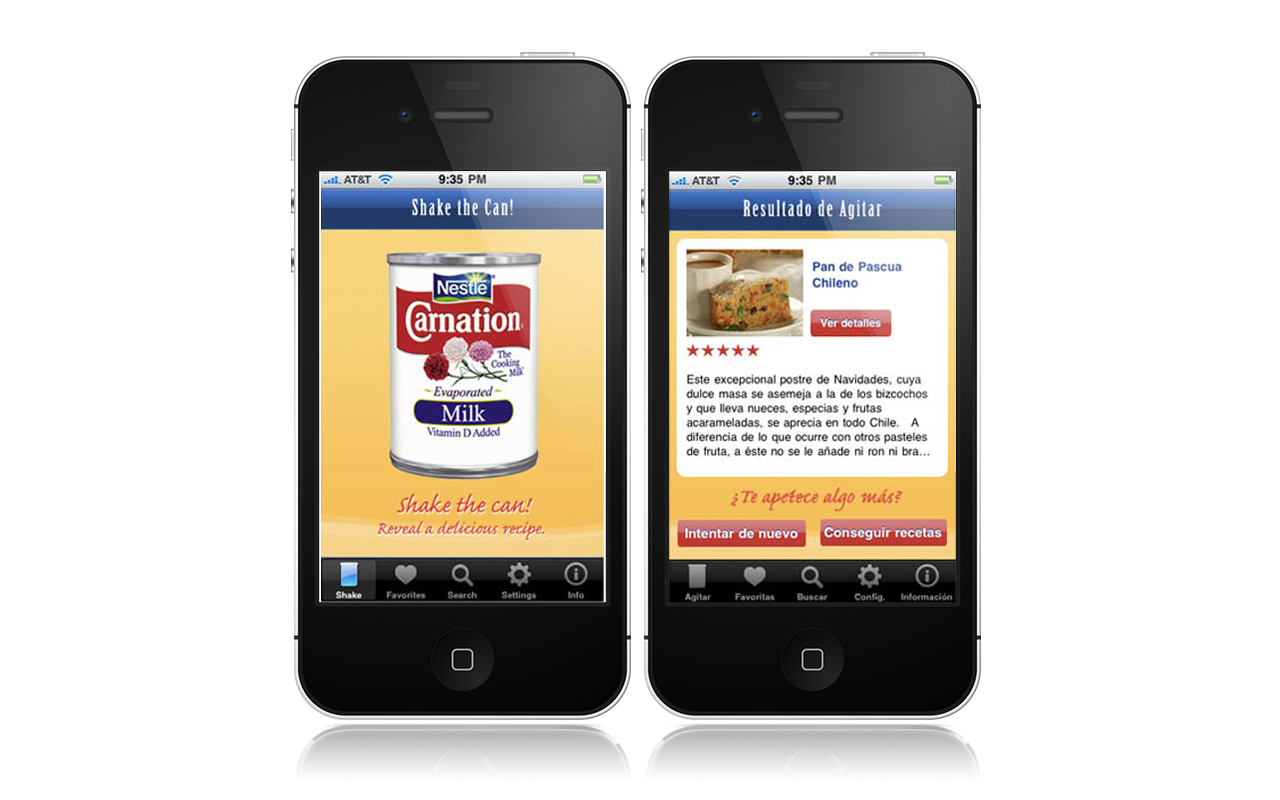 AT&T 9:35 PM
Shake the Can!
Nestlé
Carnation
The
Cooking
Milk
~ Evaporated ~
Milk
Vitamin D Added
Shake the can!
Reveal a delicious recipe.
Shake Favorites Search Settings Info
AT&T 9:35 PM
Resultado de Agitar
Pan de Pascua
Chileno
Ver detalles
Este excepcional postre de Navidades, cuya
dulce masa se asemeja a la de los bizcochos
y que lleva nueces, especias y frutas
acarameladas, se aprecia en todo Chile. A
diferencia de lo que ocurre con otros pasteles
de fruta, a éste no se le añade ni ron ni bra...
¿Te apetece algo más?
Intentar de nuevo Conseguir recetas
Agitar Favoritas Buscar Config. Información